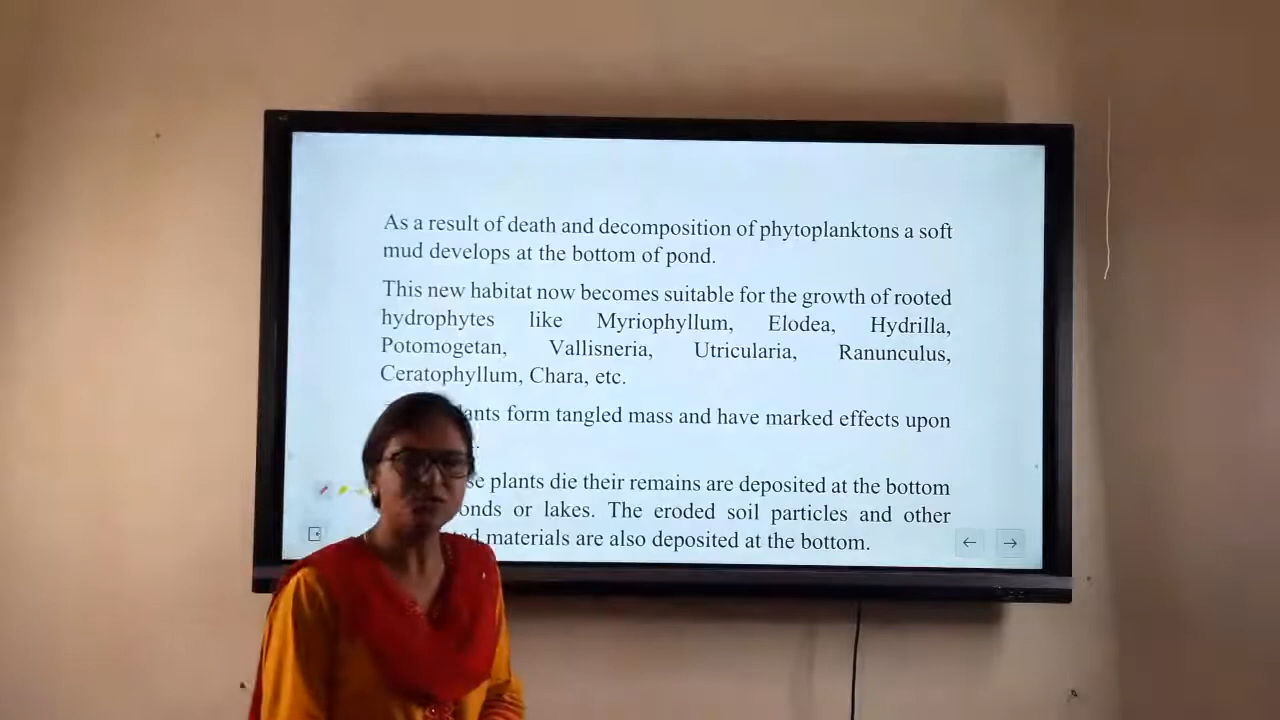 As a result of death and decomposition of phytoplanktons a soft
mud develops at the bottom of pond.
This new habitat now becomes suitable for the growth of rooted
hydrophytes like Myriophyllum, Elodea, Hydrilla,
Potomogetan, Vallisneria, Utricularia, Ranunculus,
Ceratophyllum, Chara, etc.
form tangled mass and have marked effects upon
plants die their remains are deposited at the bottom
or lakes. The eroded soil particles and other
materials are also deposited at the bottom.